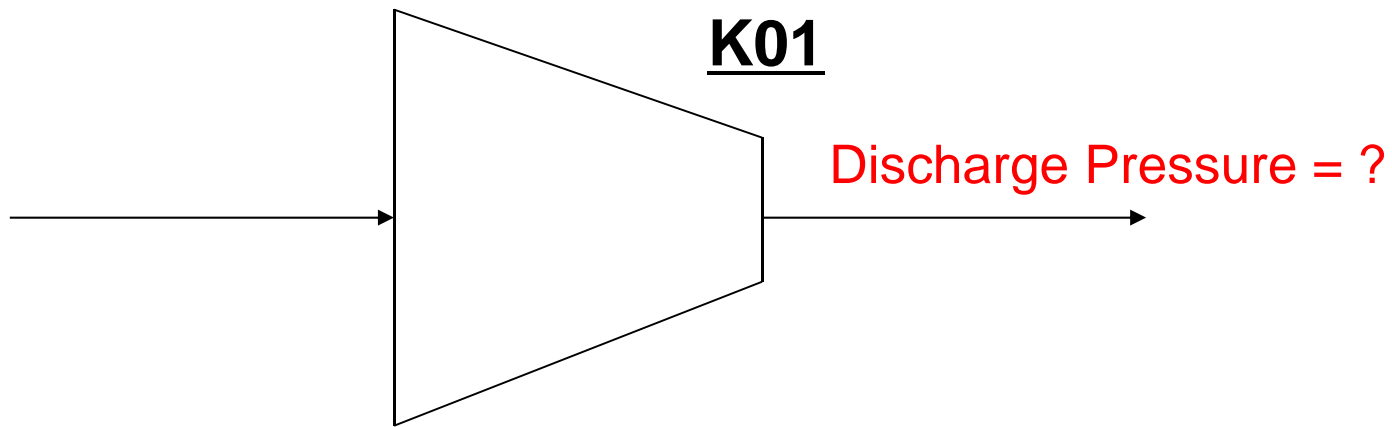 K01
Discharge Pressure = ?